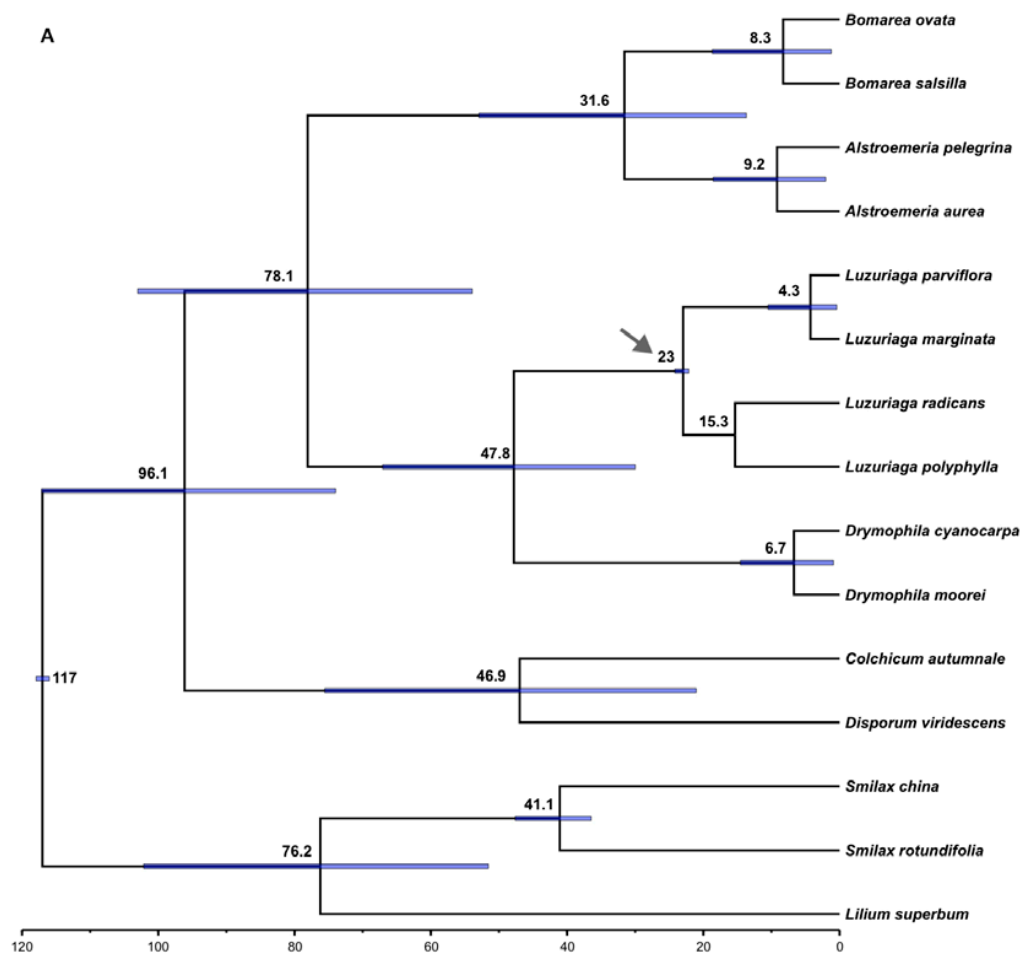 A
Bomarea ovata
8.3
Bomarea salsilla
31.6
Alstroemeria pelegrina
9.2
Alstroemeria aurea
78.1
Luzuriaga parviflora
4.3
Luzuriaga marginata
23
Luzuriaga radicans
15.3
Luzuriaga polyphylla
47.8
96.1
Drymophila cyanocarpa
6.7
Drymophila moorei
Colchicum autumnale
117
46.9
Disporum viridescens
Smilax china
41.1
Smilax rotundifolia
76.2
Lilium superbum
120 100 80 60 40 20 0